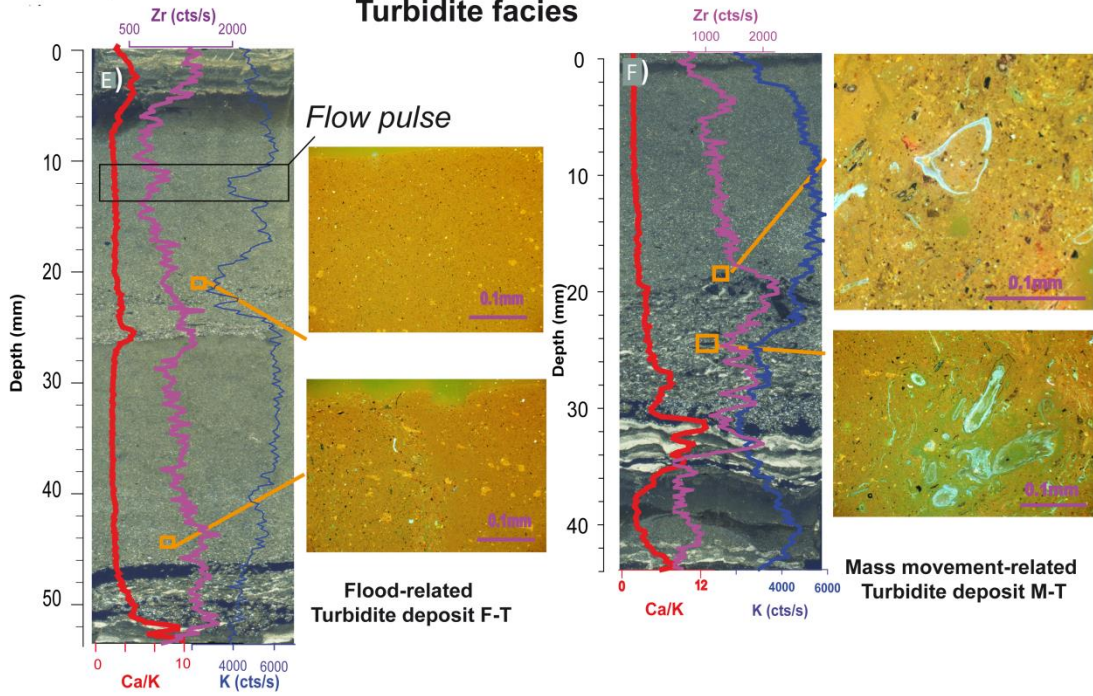 Turbidite facies
Zr (cts/s)
500 2000
E)
Flow pulse
0
10
20
30
40
50
Depth (mm)
0.1mm
0.1mm
0 10
4000 6000
Ca/K
K (cts/s)
Flood-related
Turbidite deposit F-T
Zr (cts/s)
1000 2000
F)
0
10
20
30
40
Depth (mm)
0.1mm
0.1mm
0 12 4000 6000
Ca/K
K (cts/s)
Mass movement-related
Turbidite deposit M-T